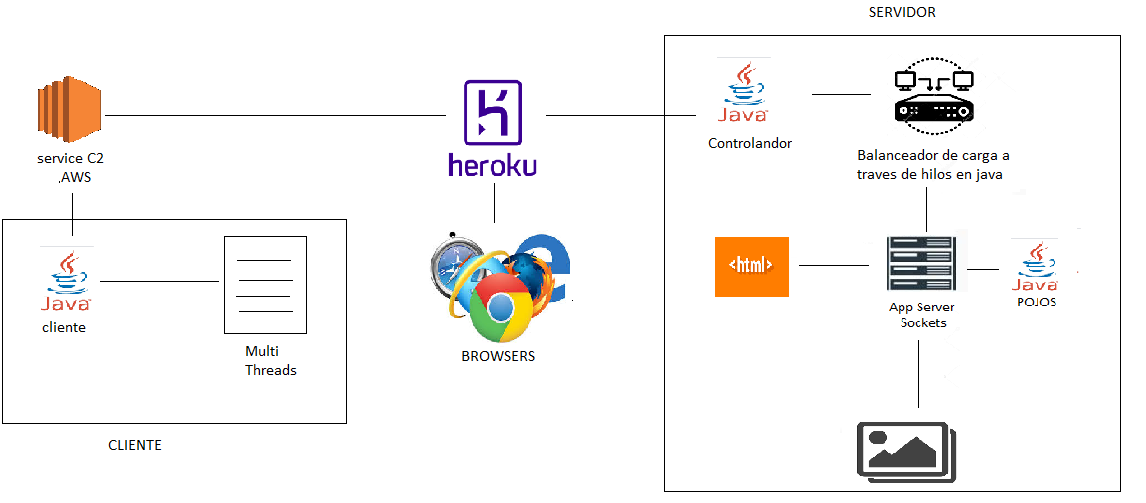 SERVIDOR
service C2
,AWS
heroku
Java
Controlandor
Balanceador de carga a
traves de hilos en java
Java
cliente
Multi
Threads
CLIENTE
BROWSERS
<html>
App Server
Sockets
Java
POJOS